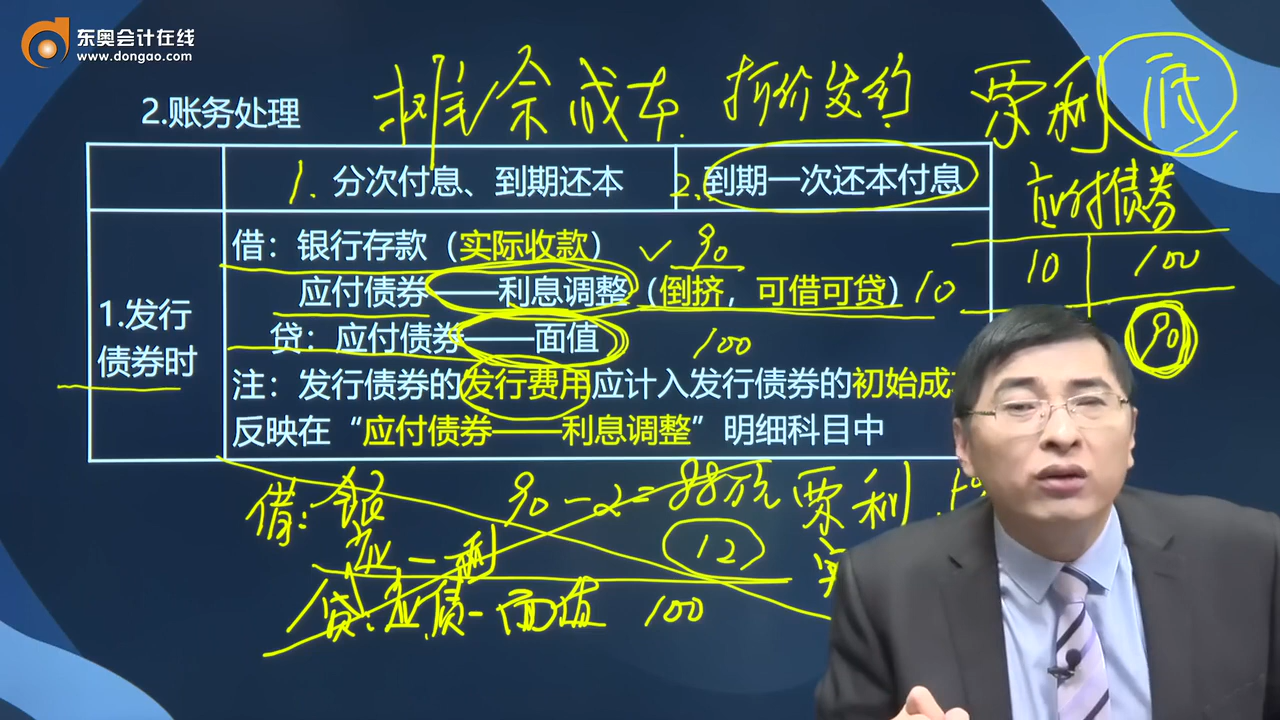 东奥会计在线
www.dongao.com
2.账务处理
摊余成本 折价发行 票利 底
1. 分次付息、到期还本
2. 到期一次还本付息
应付债券
10 100
90
1.发行
债券时
借：银行存款（实际收款） 90
应付债券——利息调整（倒挤，可借可贷） 10
贷：应付债券——面值 100
注：发行债券的发行费用应计入发行债券的初始成
反映在“应付债券——利息调整”明细科目中
借：银 90-2=88万元 票利
应-利 12
贷：应债-面值 100